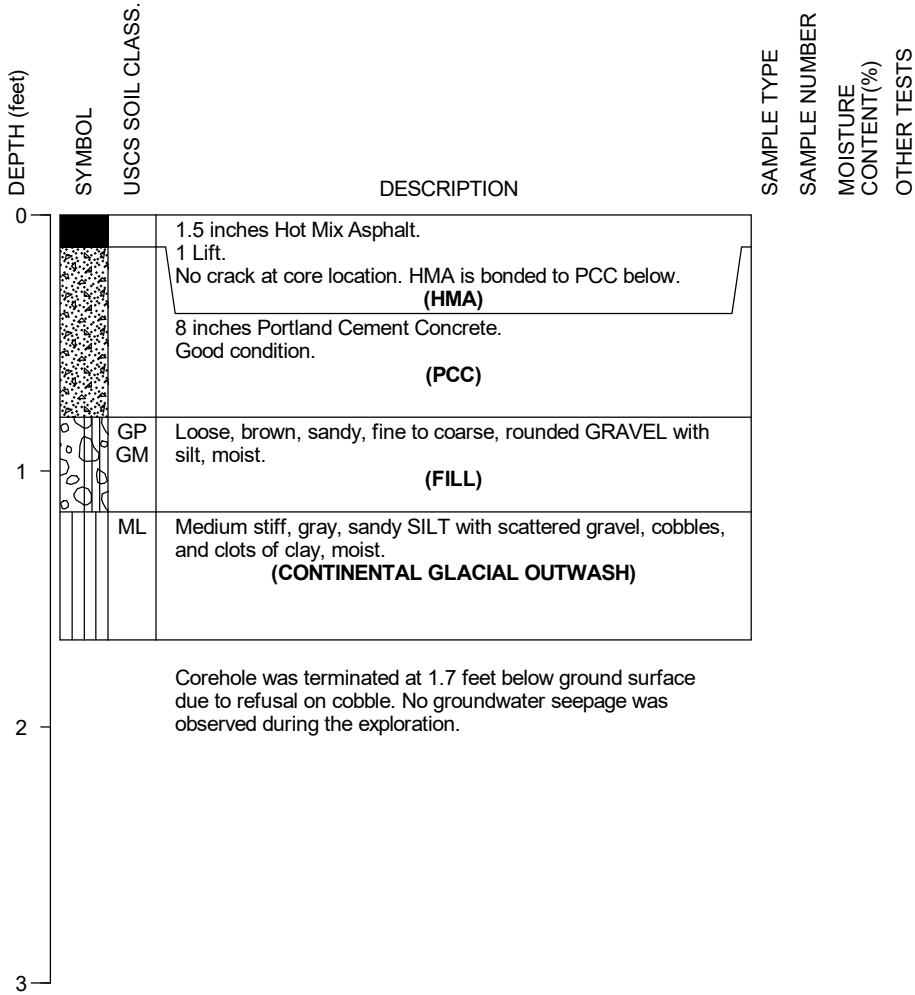 DEPTH (feet)
SYMBOL
USCS SOIL CLASS.
DESCRIPTION
SAMPLE TYPE
SAMPLE NUMBER
MOISTURE
CONTENT(%)
OTHER TESTS
0
1.5 inches Hot Mix Asphalt.
1 Lift.
No crack at core location. HMA is bonded to PCC below.
(HMA)
8 inches Portland Cement Concrete.
Good condition.
(PCC)
GP
GM
Loose, brown, sandy, fine to coarse, rounded GRAVEL with
silt, moist.
(FILL)
1
ML
Medium stiff, gray, sandy SILT with scattered gravel, cobbles,
and clots of clay, moist.
(CONTINENTAL GLACIAL OUTWASH)
Corehole was terminated at 1.7 feet below ground surface
due to refusal on cobble. No groundwater seepage was
observed during the exploration.
2
3